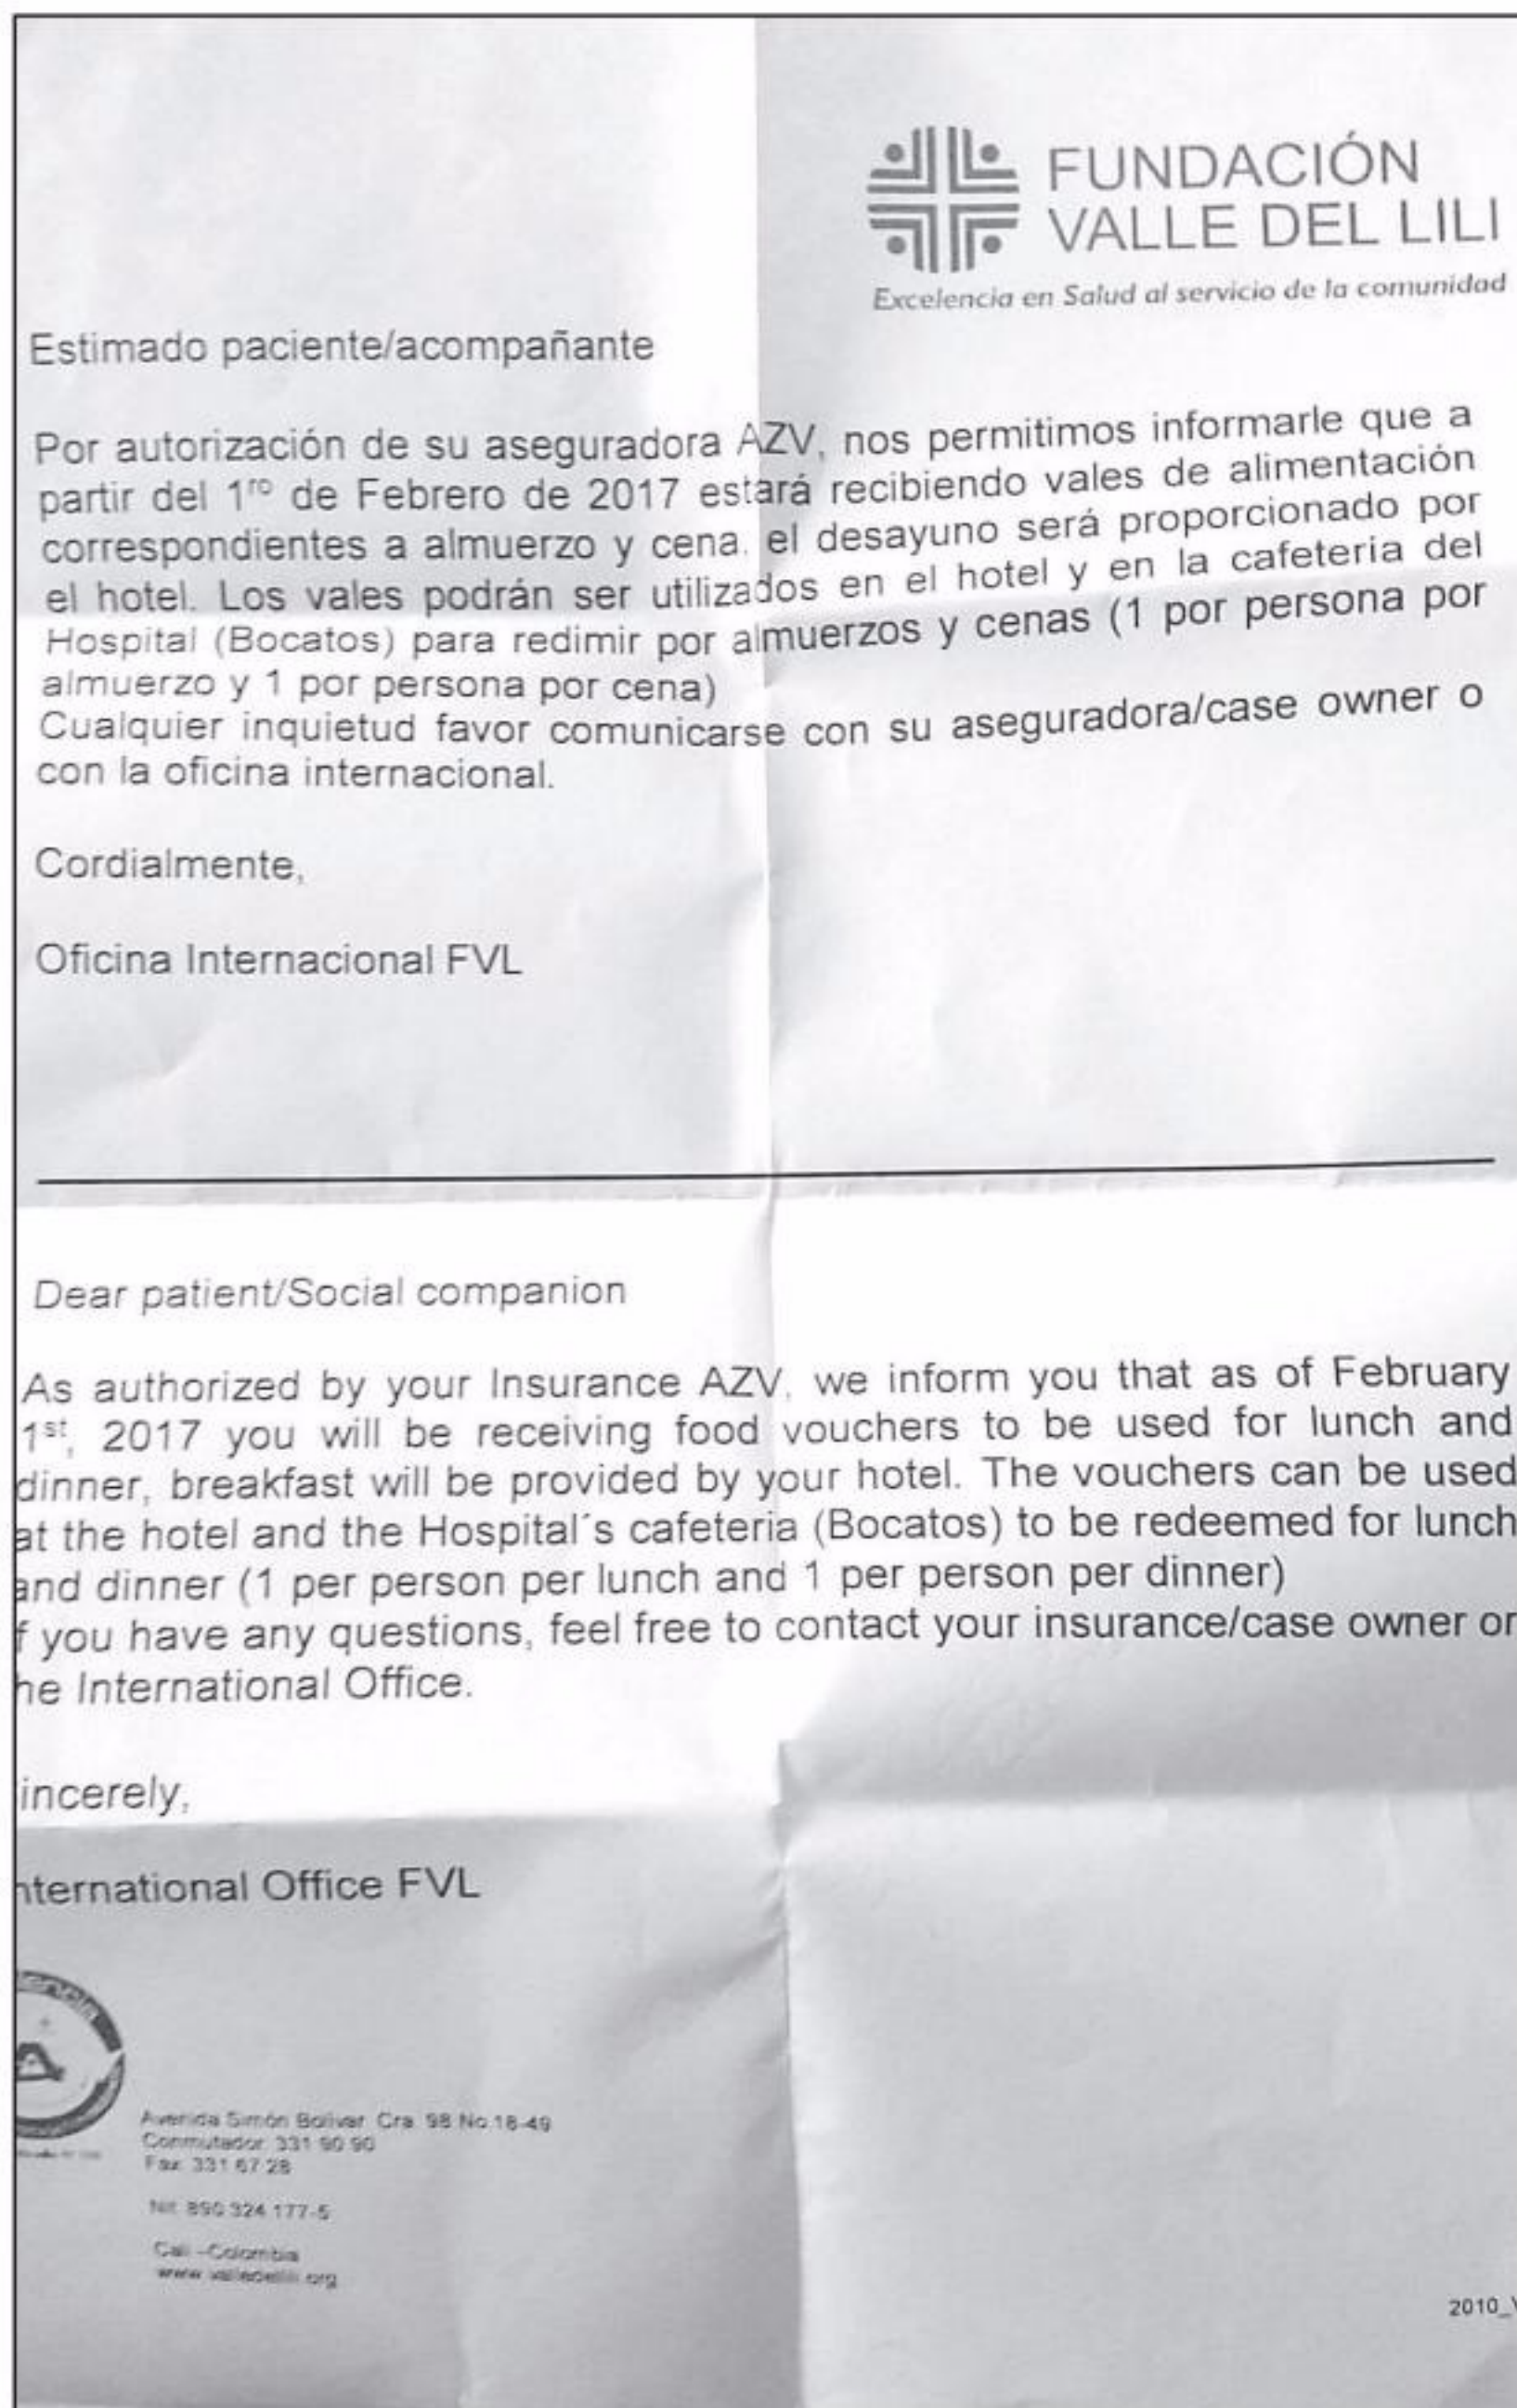 FUNDACIÓN
VALLE DEL LILI
Excelencia en Salud al servicio de la comunidad
Estimado paciente/acompañante
Por autorización de su aseguradora AZV, nos permitimos informarle que a
partir del 1ro de Febrero de 2017 estará recibiendo vales de alimentación
correspondientes a almuerzo y cena, el desayuno será proporcionado por
el hotel. Los vales podrán ser utilizados en el hotel y en la cafeteria del
Hospital (Bocatos) para redimir por almuerzos y cenas (1 por persona por
almuerzo y 1 por persona por cena)
Cualquier inquietud favor comunicarse con su aseguradora/case owner o
con la oficina internacional.
Cordialmente,
Oficina Internacional FVL
Dear patient/Social companion
As authorized by your Insurance AZV, we inform you that as of February
1st, 2017 you will be receiving food vouchers to be used for lunch and
dinner, breakfast will be provided by your hotel. The vouchers can be used
at the hotel and the Hospital´s cafeteria (Bocatos) to be redeemed for lunch
and dinner (1 per person per lunch and 1 per person per dinner)
f you have any questions, feel free to contact your insurance/case owner or
he International Office.
incerely,
nternational Office FVL
Avenida Simón Bolívar Cra. 98 No.18-49
Conmutador: 331 90 90
Fax: 331 67 28
Nit: 890.324.177-5
Cali -Colombia
www.valledellili.org
2010_V